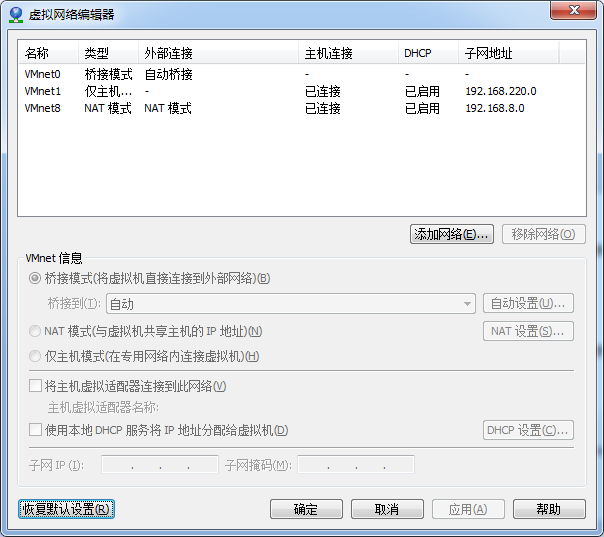 虚拟网络编辑器
名称 类型 外部连接 主机连接 DHCP 子网地址
VMnet0 桥接模式 自动桥接 - - -
VMnet1 仅主机... - 已连接 已启用 192.168.220.0
VMnet8 NAT 模式 NAT 模式 已连接 已启用 192.168.8.0
添加网络(E)... 移除网络(O)
VMnet 信息
桥接模式(将虚拟机直接连接到外部网络)(B)
桥接到(T): 自动 自动设置(U)...
NAT 模式(与虚拟机共享主机的 IP 地址)(N) NAT 设置(S)...
仅主机模式(在专用网络内连接虚拟机)(H)
将主机虚拟适配器连接到此网络(V)
主机虚拟适配器名称:
使用本地 DHCP 服务将 IP 地址分配给虚拟机(D) DHCP 设置(C)...
子网 IP (I): . . . 子网掩码(M): . . .
恢复默认设置(R) 确定 取消 应用(A) 帮助